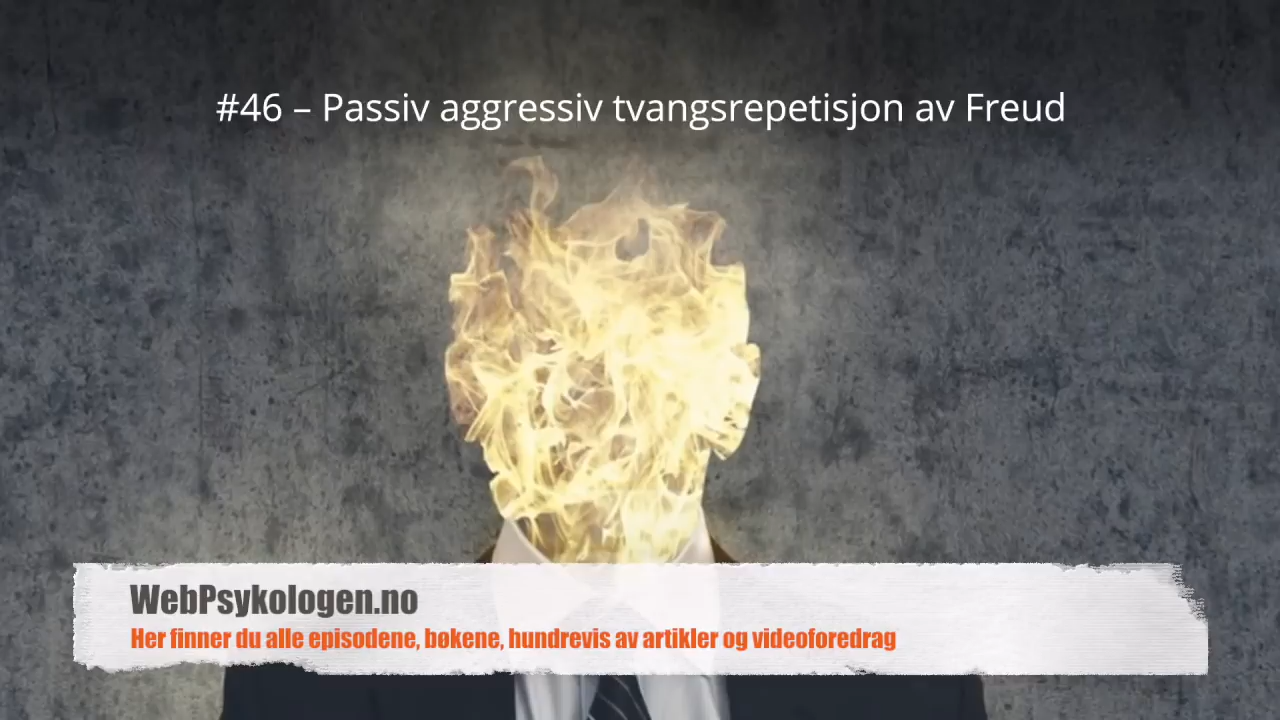 #46 – Passiv aggressiv tvangsrepetisjon av Freud
WebPsykologen.no
Her finner du alle episodene, bøkene, hundrevis av artikler og videoforedrag